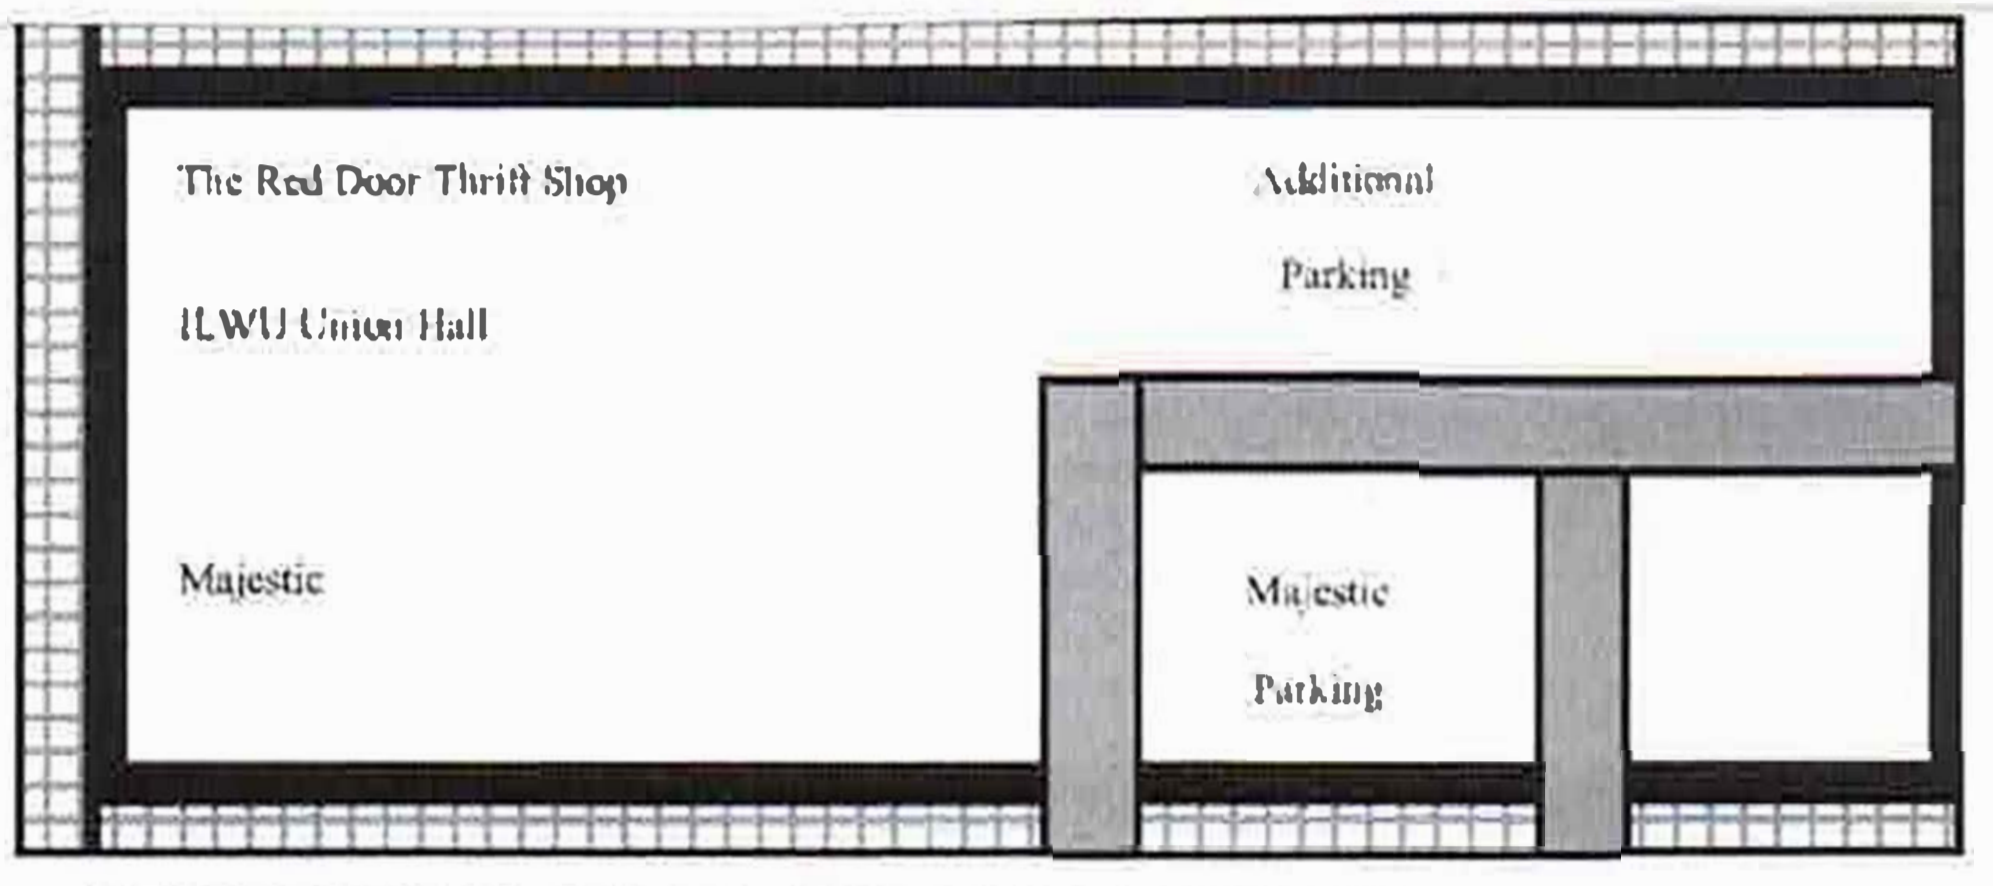 The Red Door Thrift Shop
Additional
Parking
ILWU Union Hall
Majestic
Majestic
Parking